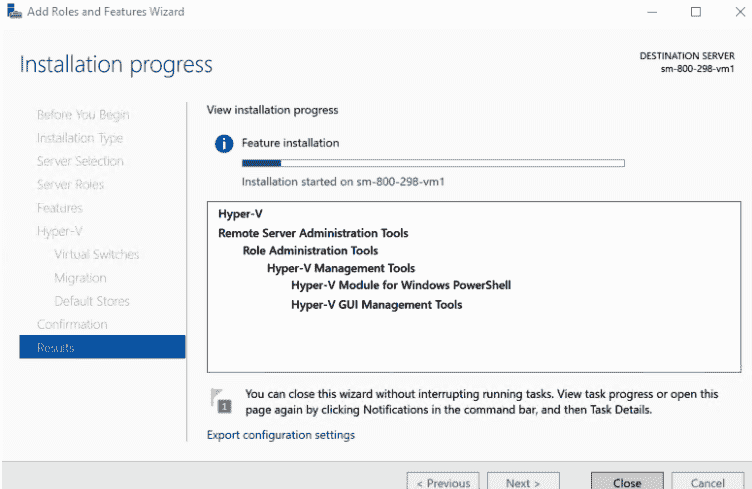 Add Roles and Features Wizard
Installation progress
DESTINATION SERVER
sm-800-298-vm1
Before You Begin
Installation Type
Server Selection
Server Roles
Features
Hyper-V
Virtual Switches
Migration
Default Stores
Confirmation
Results
View installation progress
Feature installation
Installation started on sm-800-298-vm1
Hyper-V
Remote Server Administration Tools
Role Administration Tools
Hyper-V Management Tools
Hyper-V Module for Windows PowerShell
Hyper-V GUI Management Tools
1
You can close this wizard without interrupting running tasks. View task progress or open this
page again by clicking Notifications in the command bar, and then Task Details.
Export configuration settings
< Previous
Next >
Close
Cancel